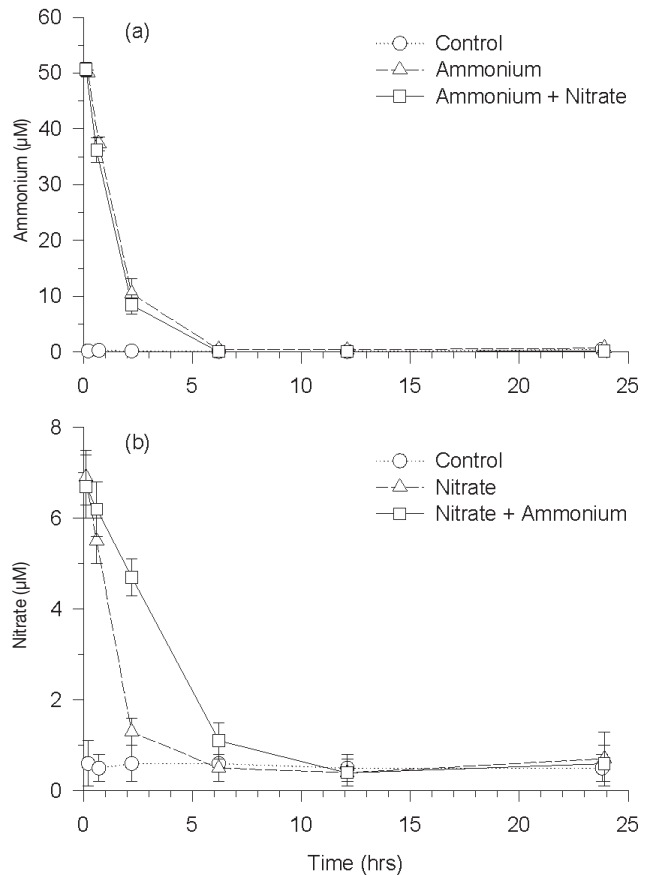 (a)
Control
Ammonium
Ammonium + Nitrate
Ammonium (µM)
60
50
40
30
20
10
0
0 5 10 15 20 25
(b)
Control
Nitrate
Nitrate + Ammonium
Nitrate (µM)
8
6
4
2
0
0 5 10 15 20 25
Time (hrs)